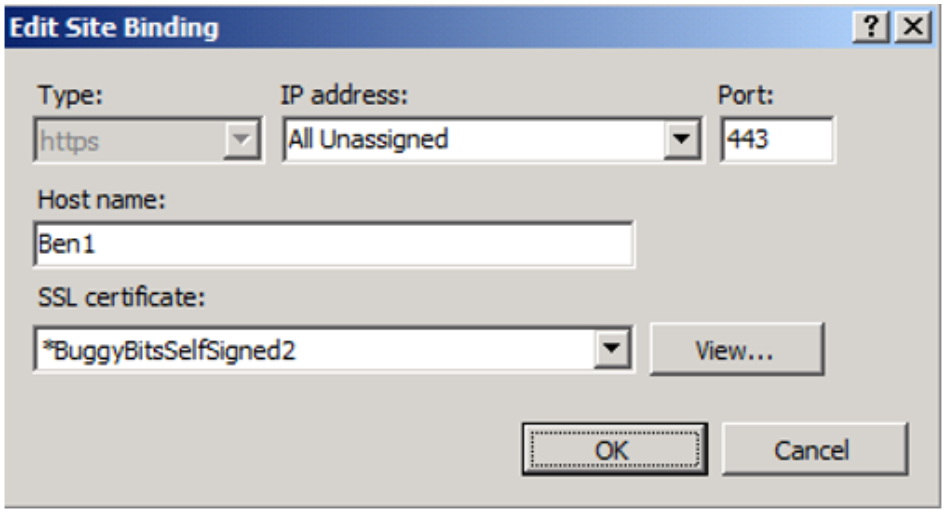 Edit Site Binding
Type: IP address: Port:
https All Unassigned 443
Host name:
Ben1
SSL certificate:
*BuggyBitsSelfSigned2 View...
OK Cancel